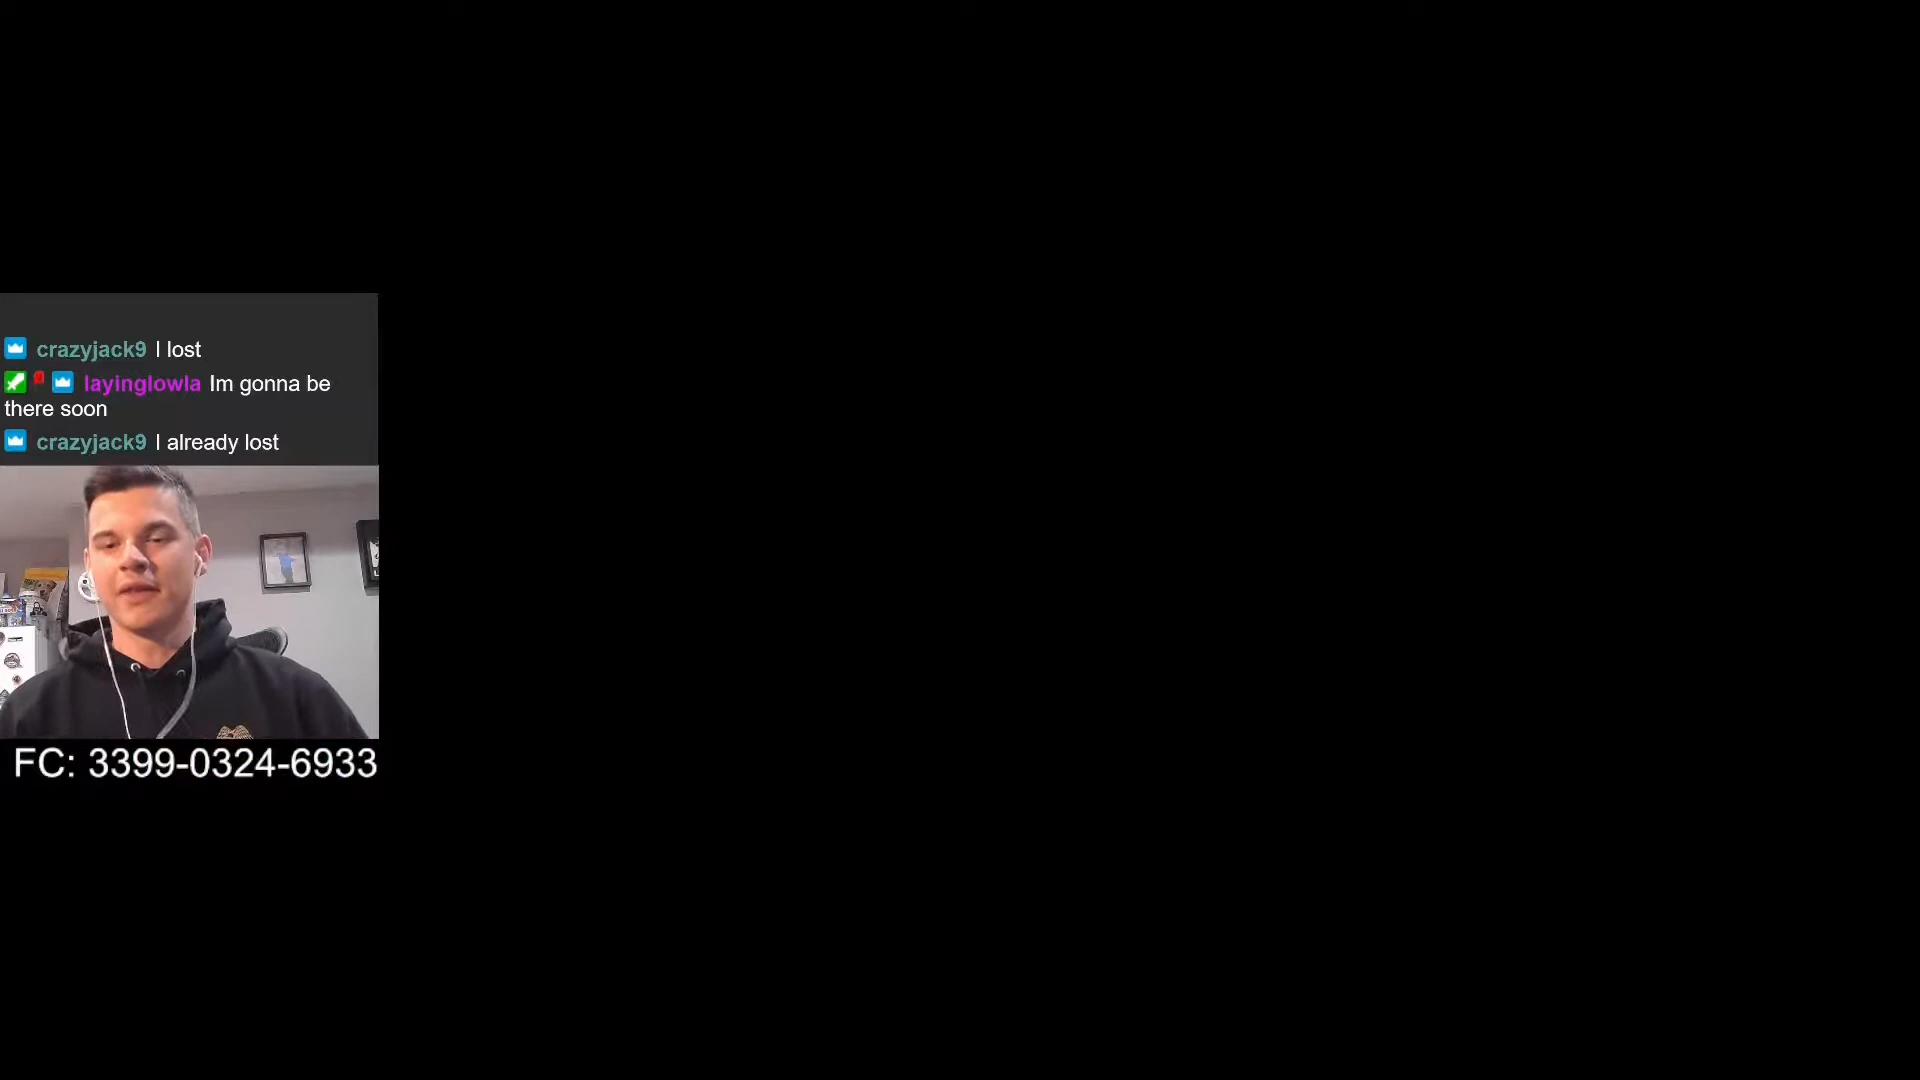 crazyjack9 I lost
layinglowla Im gonna be
there soon
crazyjack9 I already lost
FC: 3399-0324-6933